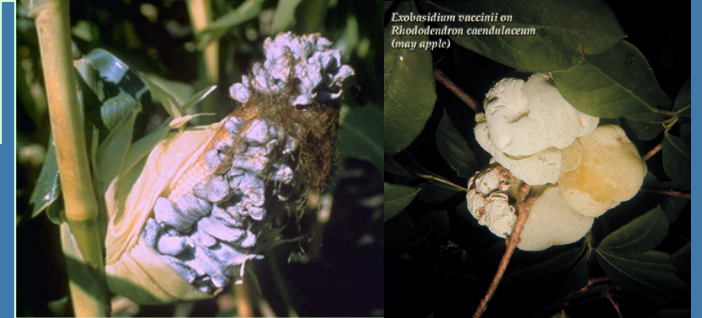 Exobasidium vaccinii on
Rhododendron caendulaceum
(may apple)